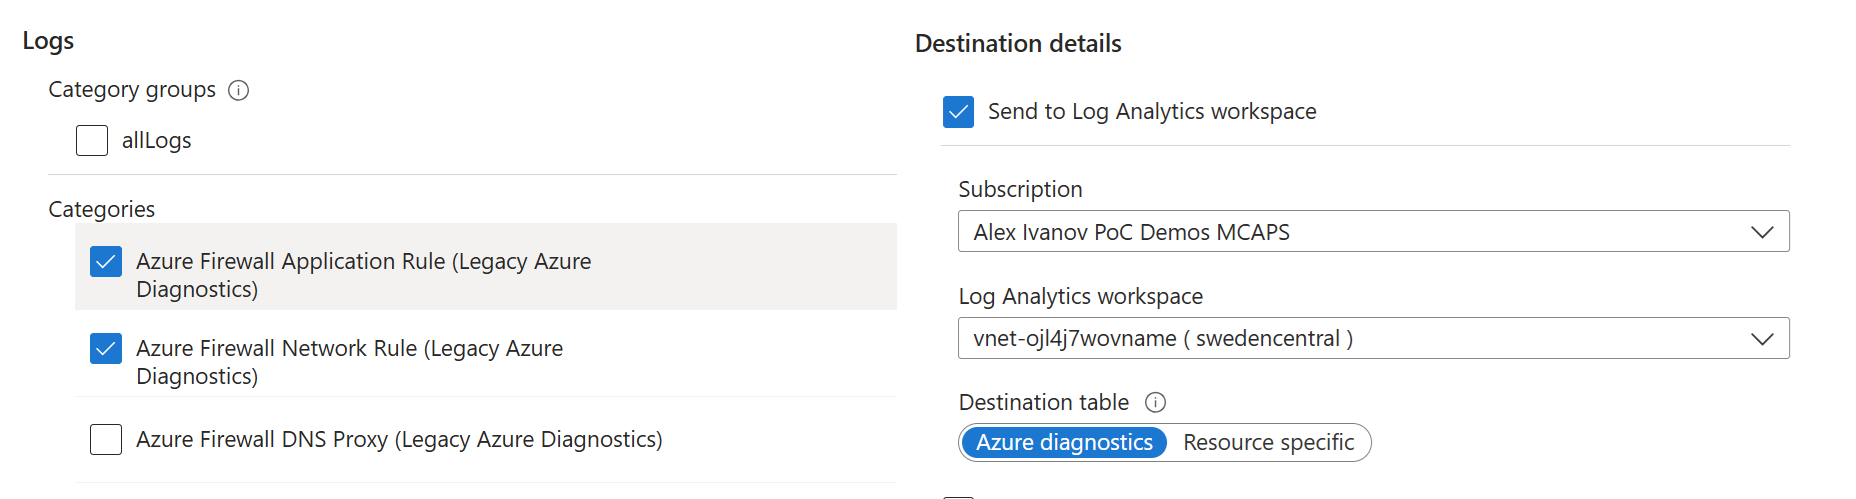 Logs
Category groups
allLogs
Categories
Azure Firewall Application Rule (Legacy Azure
Diagnostics)
Azure Firewall Network Rule (Legacy Azure
Diagnostics)
Azure Firewall DNS Proxy (Legacy Azure Diagnostics)
Destination details
Send to Log Analytics workspace
Subscription
Alex Ivanov PoC Demos MCAPS
Log Analytics workspace
vnet-ojl4j7wovname ( swedencentral )
Destination table
Azure diagnostics
Resource specific